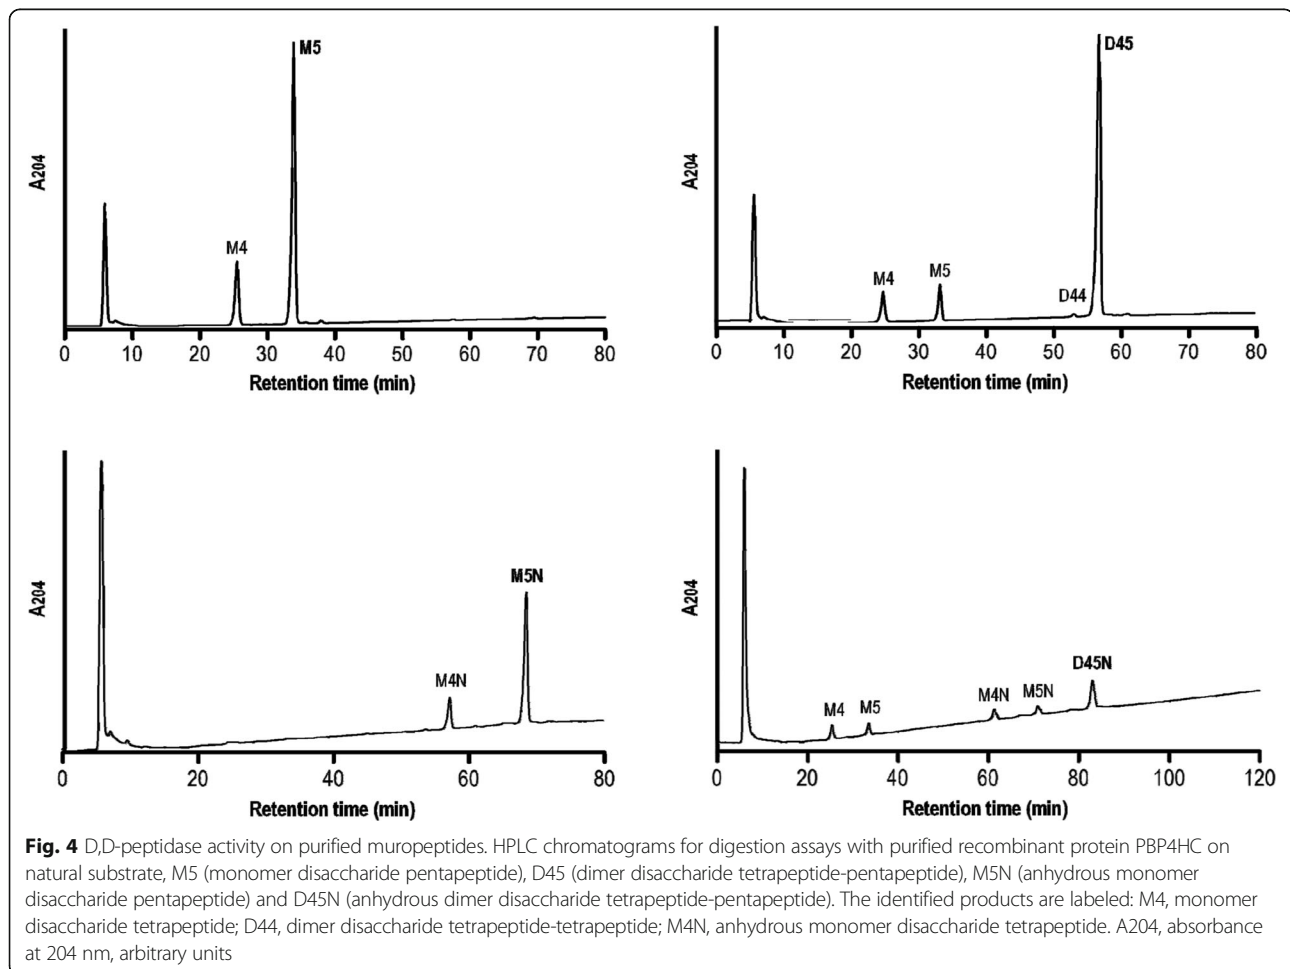 M5
M4
A204
0 10 20 30 40 50 60 70 80
Retention time (min)
D45
M4
M5
D44
A204
0 10 20 30 40 50 60 70 80
Retention time (min)
M5N
M4N
A204
0 20 40 60 80
Retention time (min)
D45N
M4 M5 M4N M5N
A204
0 20 40 60 80 100 120
Retention time (min)
Fig. 4 D,D-peptidase activity on purified muropeptides. HPLC chromatograms for digestion assays with purified recombinant protein PBP4HC on
natural substrate, M5 (monomer disaccharide pentapeptide), D45 (dimer disaccharide tetrapeptide-pentapeptide), M5N (anhydrous monomer
disaccharide pentapeptide) and D45N (anhydrous dimer disaccharide tetrapeptide-pentapeptide). The identified products are labeled: M4, monomer
disaccharide tetrapeptide; D44, dimer disaccharide tetrapeptide-tetrapeptide; M4N, anhydrous monomer disaccharide tetrapeptide. A204, absorbance
at 204 nm, arbitrary units